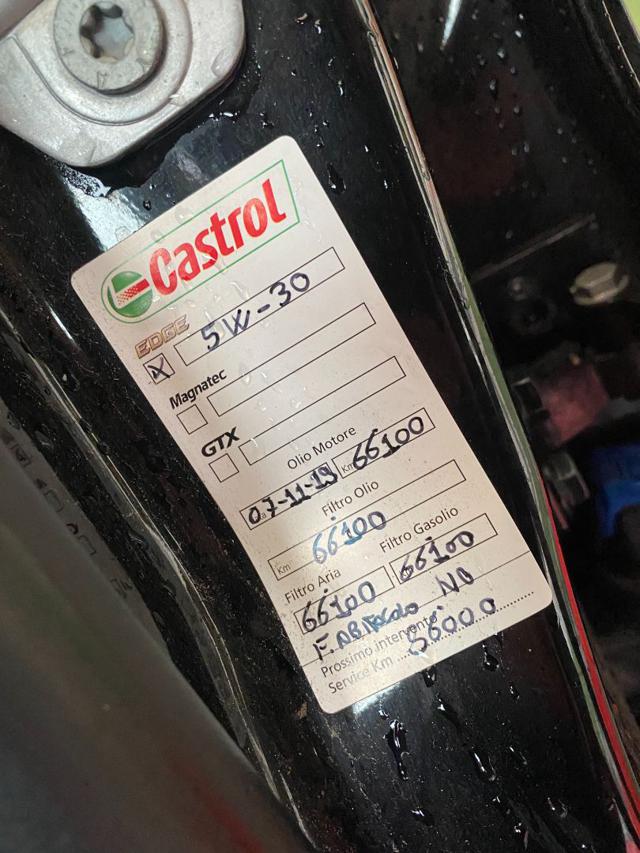 Castrol
EDGE 5W-30
Magnatec
GTX
Olio Motore
07-11-19 Km 66100
Filtro Olio
Km 66100
Filtro Aria Filtro Gasolio
66100 66100
F. NO
Prossimo intervento
Service Km